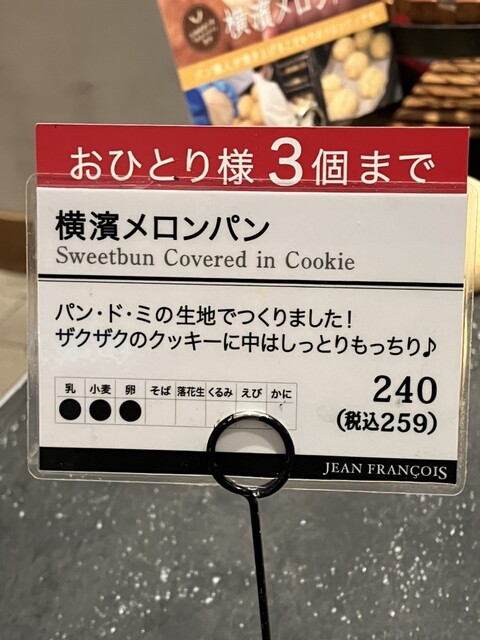 横濱メロンパ
おひとり様3個まで
横濱メロンパン
Sweetbun Covered in Cookie
パン・ド・ミの生地でつくりました!
ザクザクのクッキーに中はしっとりもっちり♪
乳 小麦 卵 そば 落花生 くるみ えび かに
● ● ●
240
(税込259)
JEAN FRANÇOIS